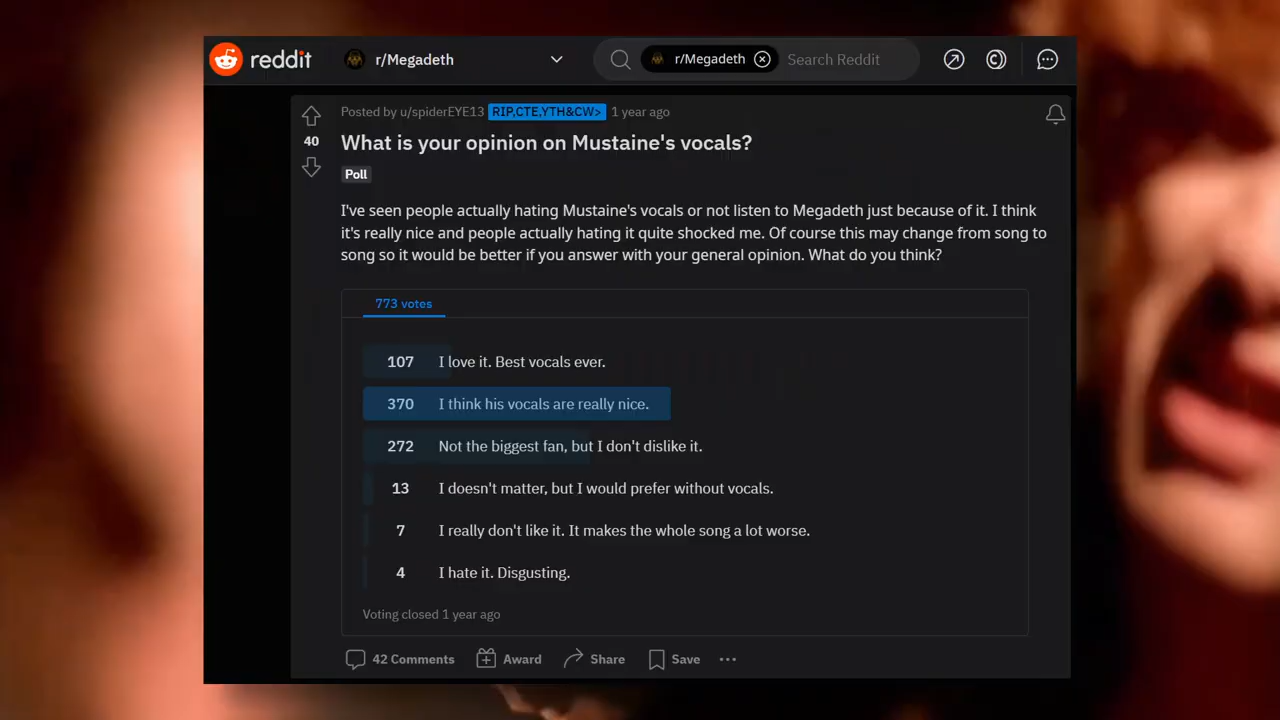 reddit r/Megadeth r/Megadeth Search Reddit
Posted by u/spiderEYE13 RIP,CTE,YTH&CW> 1 year ago
40 What is your opinion on Mustaine's vocals?
Poll
I've seen people actually hating Mustaine's vocals or not listen to Megadeth just because of it. I think
it's really nice and people actually hating it quite shocked me. Of course this may change from song to
song so it would be better if you answer with your general opinion. What do you think?
773 votes
107 I love it. Best vocals ever.
370 I think his vocals are really nice.
272 Not the biggest fan, but I don't dislike it.
13 I doesn't matter, but I would prefer without vocals.
7 I really don't like it. It makes the whole song a lot worse.
4 I hate it. Disgusting.
Voting closed 1 year ago
42 Comments Award Share Save